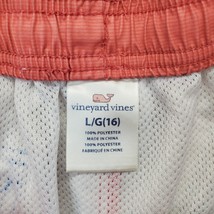 vineyard vines
L/G(16)
100% POLYESTER
MADE IN CHINA
100% POLYESTER
FABRIQUÉ EN CHINE